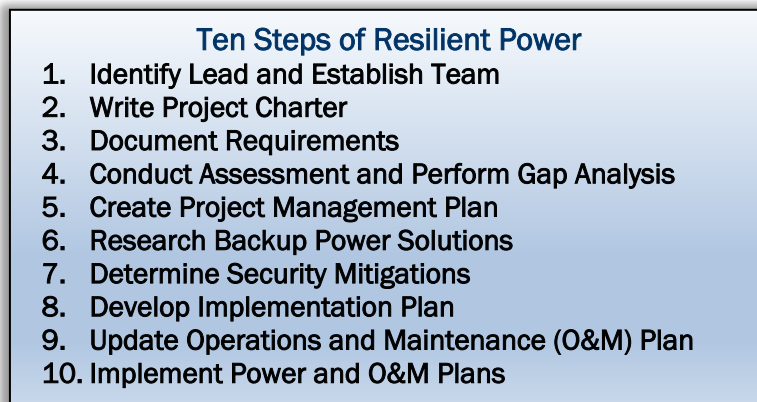 Ten Steps of Resilient Power
1. Identify Lead and Establish Team
2. Write Project Charter
3. Document Requirements
4. Conduct Assessment and Perform Gap Analysis
5. Create Project Management Plan
6. Research Backup Power Solutions
7. Determine Security Mitigations
8. Develop Implementation Plan
9. Update Operations and Maintenance (O&M) Plan
10. Implement Power and O&M Plans